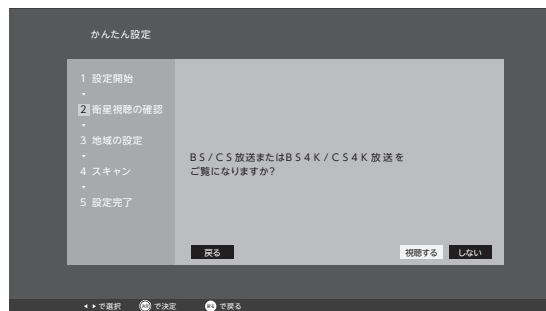 かんたん設定
1 設定開始
2 衛星視聴の確認
3 地域の設定
4 スキャン
5 設定完了
BS/CS放送またはBS4K/CS4K放送を
ご覧になりますか?
戻る 視聴する しない
で選択 で決定 戻る で戻る